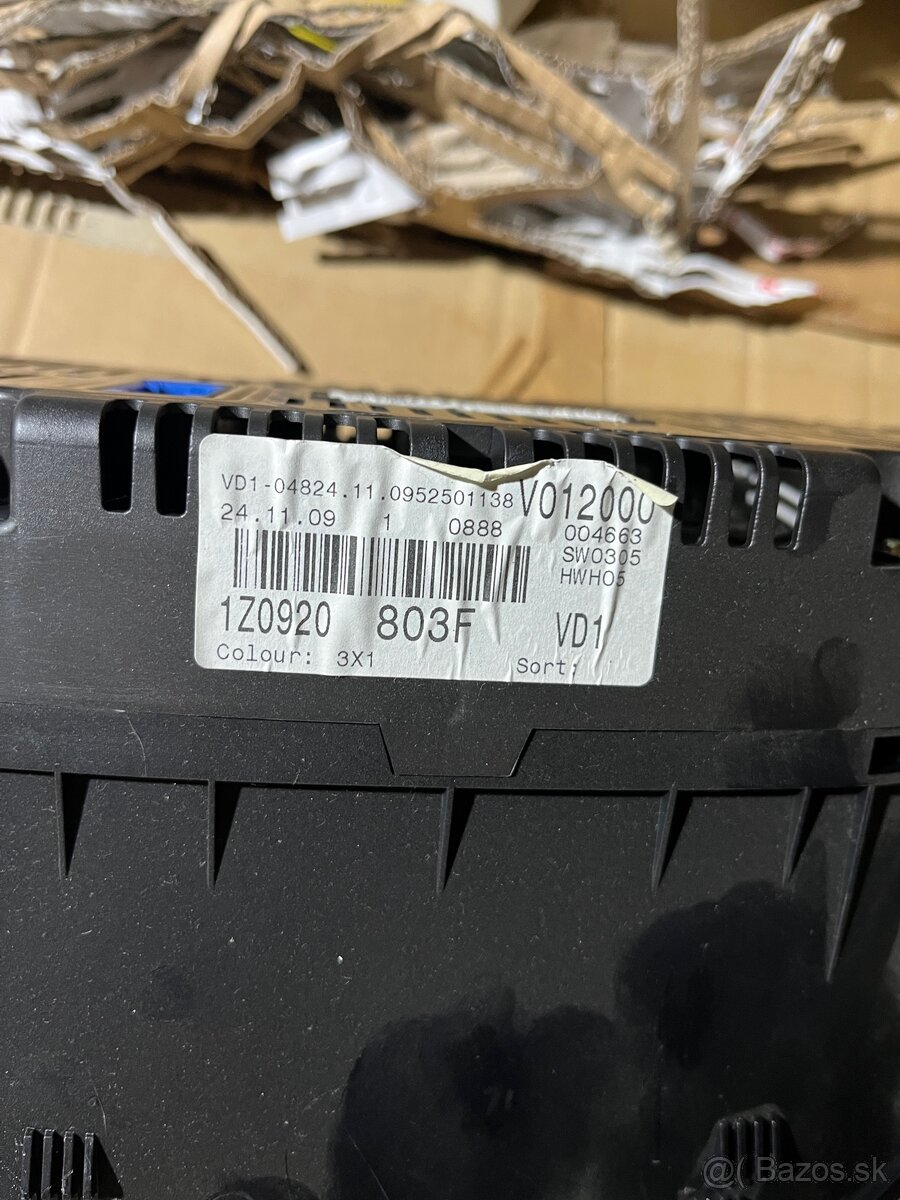 VD1-04824.11.0952501138 VO12000
24.11.09 1 0888 004663
SW0305
HWH05
1Z0920 803F VD1
Colour: 3X1 Sort:
@( Bazos.sk